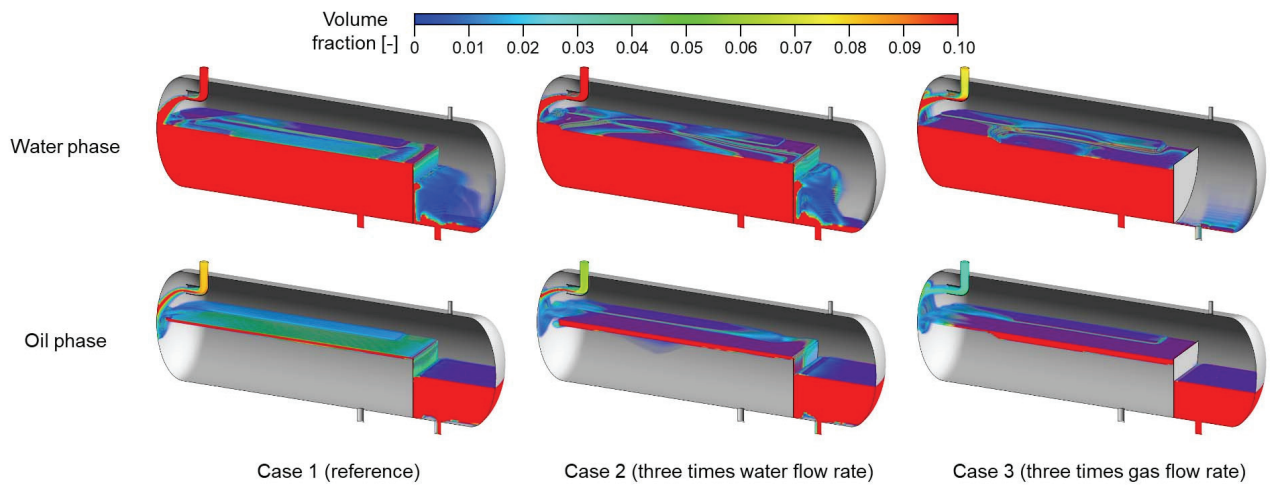 Volume
fraction [-]
0 0.01 0.02 0.03 0.04 0.05 0.06 0.07 0.08 0.09 0.10
Water phase
Oil phase
Case 1 (reference)
Case 2 (three times water flow rate)
Case 3 (three times gas flow rate)